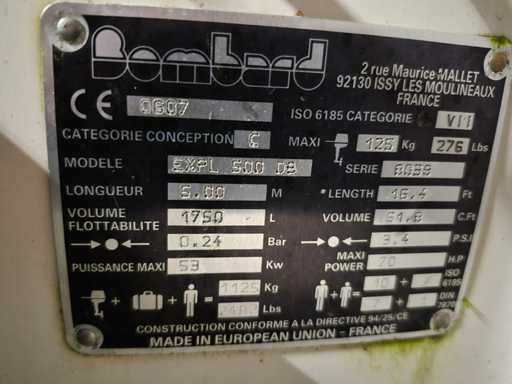 Bombard
2 rue Maurice MALLET
92130 ISSY LES MOULINEAUX
FRANCE
CE 0607
ISO 6185 CATEGORIE VII
CATEGORIE CONCEPTION C
MAXI 125 Kg 276 Lbs
MODELE EXPL 500 DB
SERIE
LONGUEUR 5.00 M
LENGTH 16.4 Ft
VOLUME FLOTTABILITE 1750 L
VOLUME 61.8 C.Ft
0.24 Bar
3.4 P.S.I
PUISSANCE MAXI 53 Kw
MAXI POWER 70 H.P
+ + = 1125 Kg
Lbs
+ = 10 + ISO 6185
+ DIN
CONSTRUCTION CONFORME A LA DIRECTIVE 94/25/CE
MADE IN EUROPEAN UNION - FRANCE